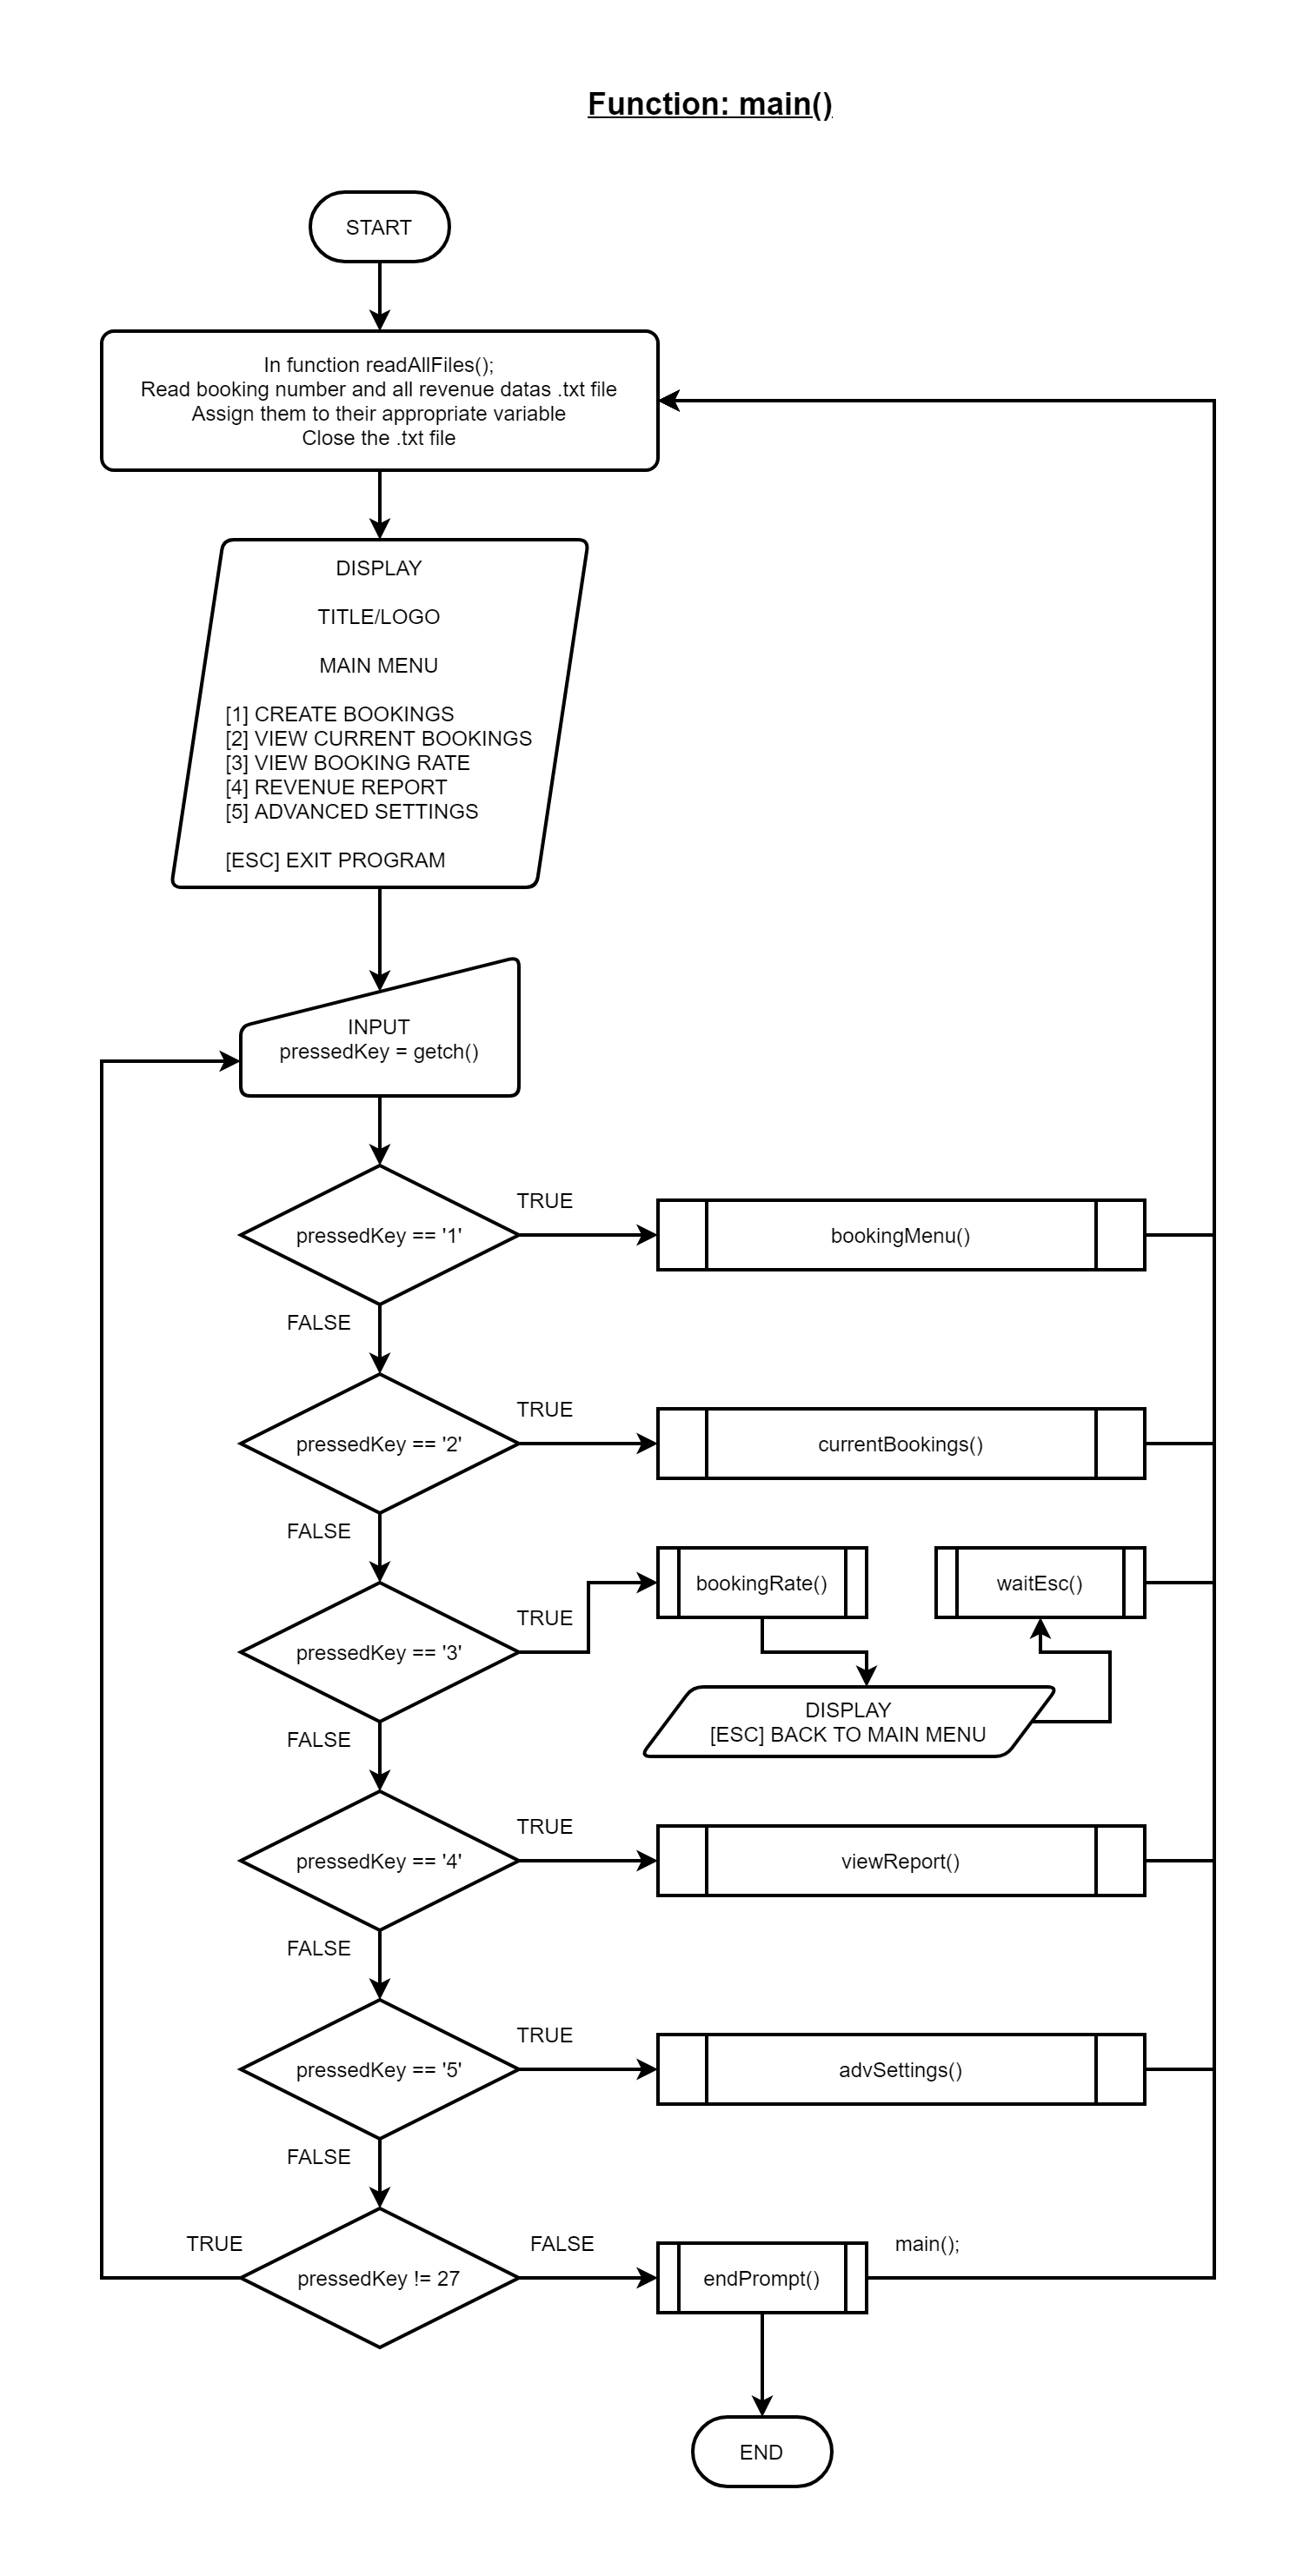 Function: main()
START
In function readAllFiles();
Read booking number and all revenue datas .txt file
Assign them to their appropriate variable
Close the .txt file
DISPLAY
TITLE/LOGO
MAIN MENU
[1] CREATE BOOKINGS
[2] VIEW CURRENT BOOKINGS
[3] VIEW BOOKING RATE
[4] REVENUE REPORT
[5] ADVANCED SETTINGS
[ESC] EXIT PROGRAM
INPUT
pressedKey = getch()
TRUE
pressedKey == '1'
bookingMenu()
FALSE
TRUE
pressedKey == '2'
currentBookings()
FALSE
bookingRate()
waitEsc()
TRUE
pressedKey == '3'
DISPLAY
[ESC] BACK TO MAIN MENU
FALSE
TRUE
pressedKey == '4'
viewReport()
FALSE
TRUE
pressedKey == '5'
advSettings()
FALSE
TRUE
FALSE
main();
pressedKey != 27
endPrompt()
END